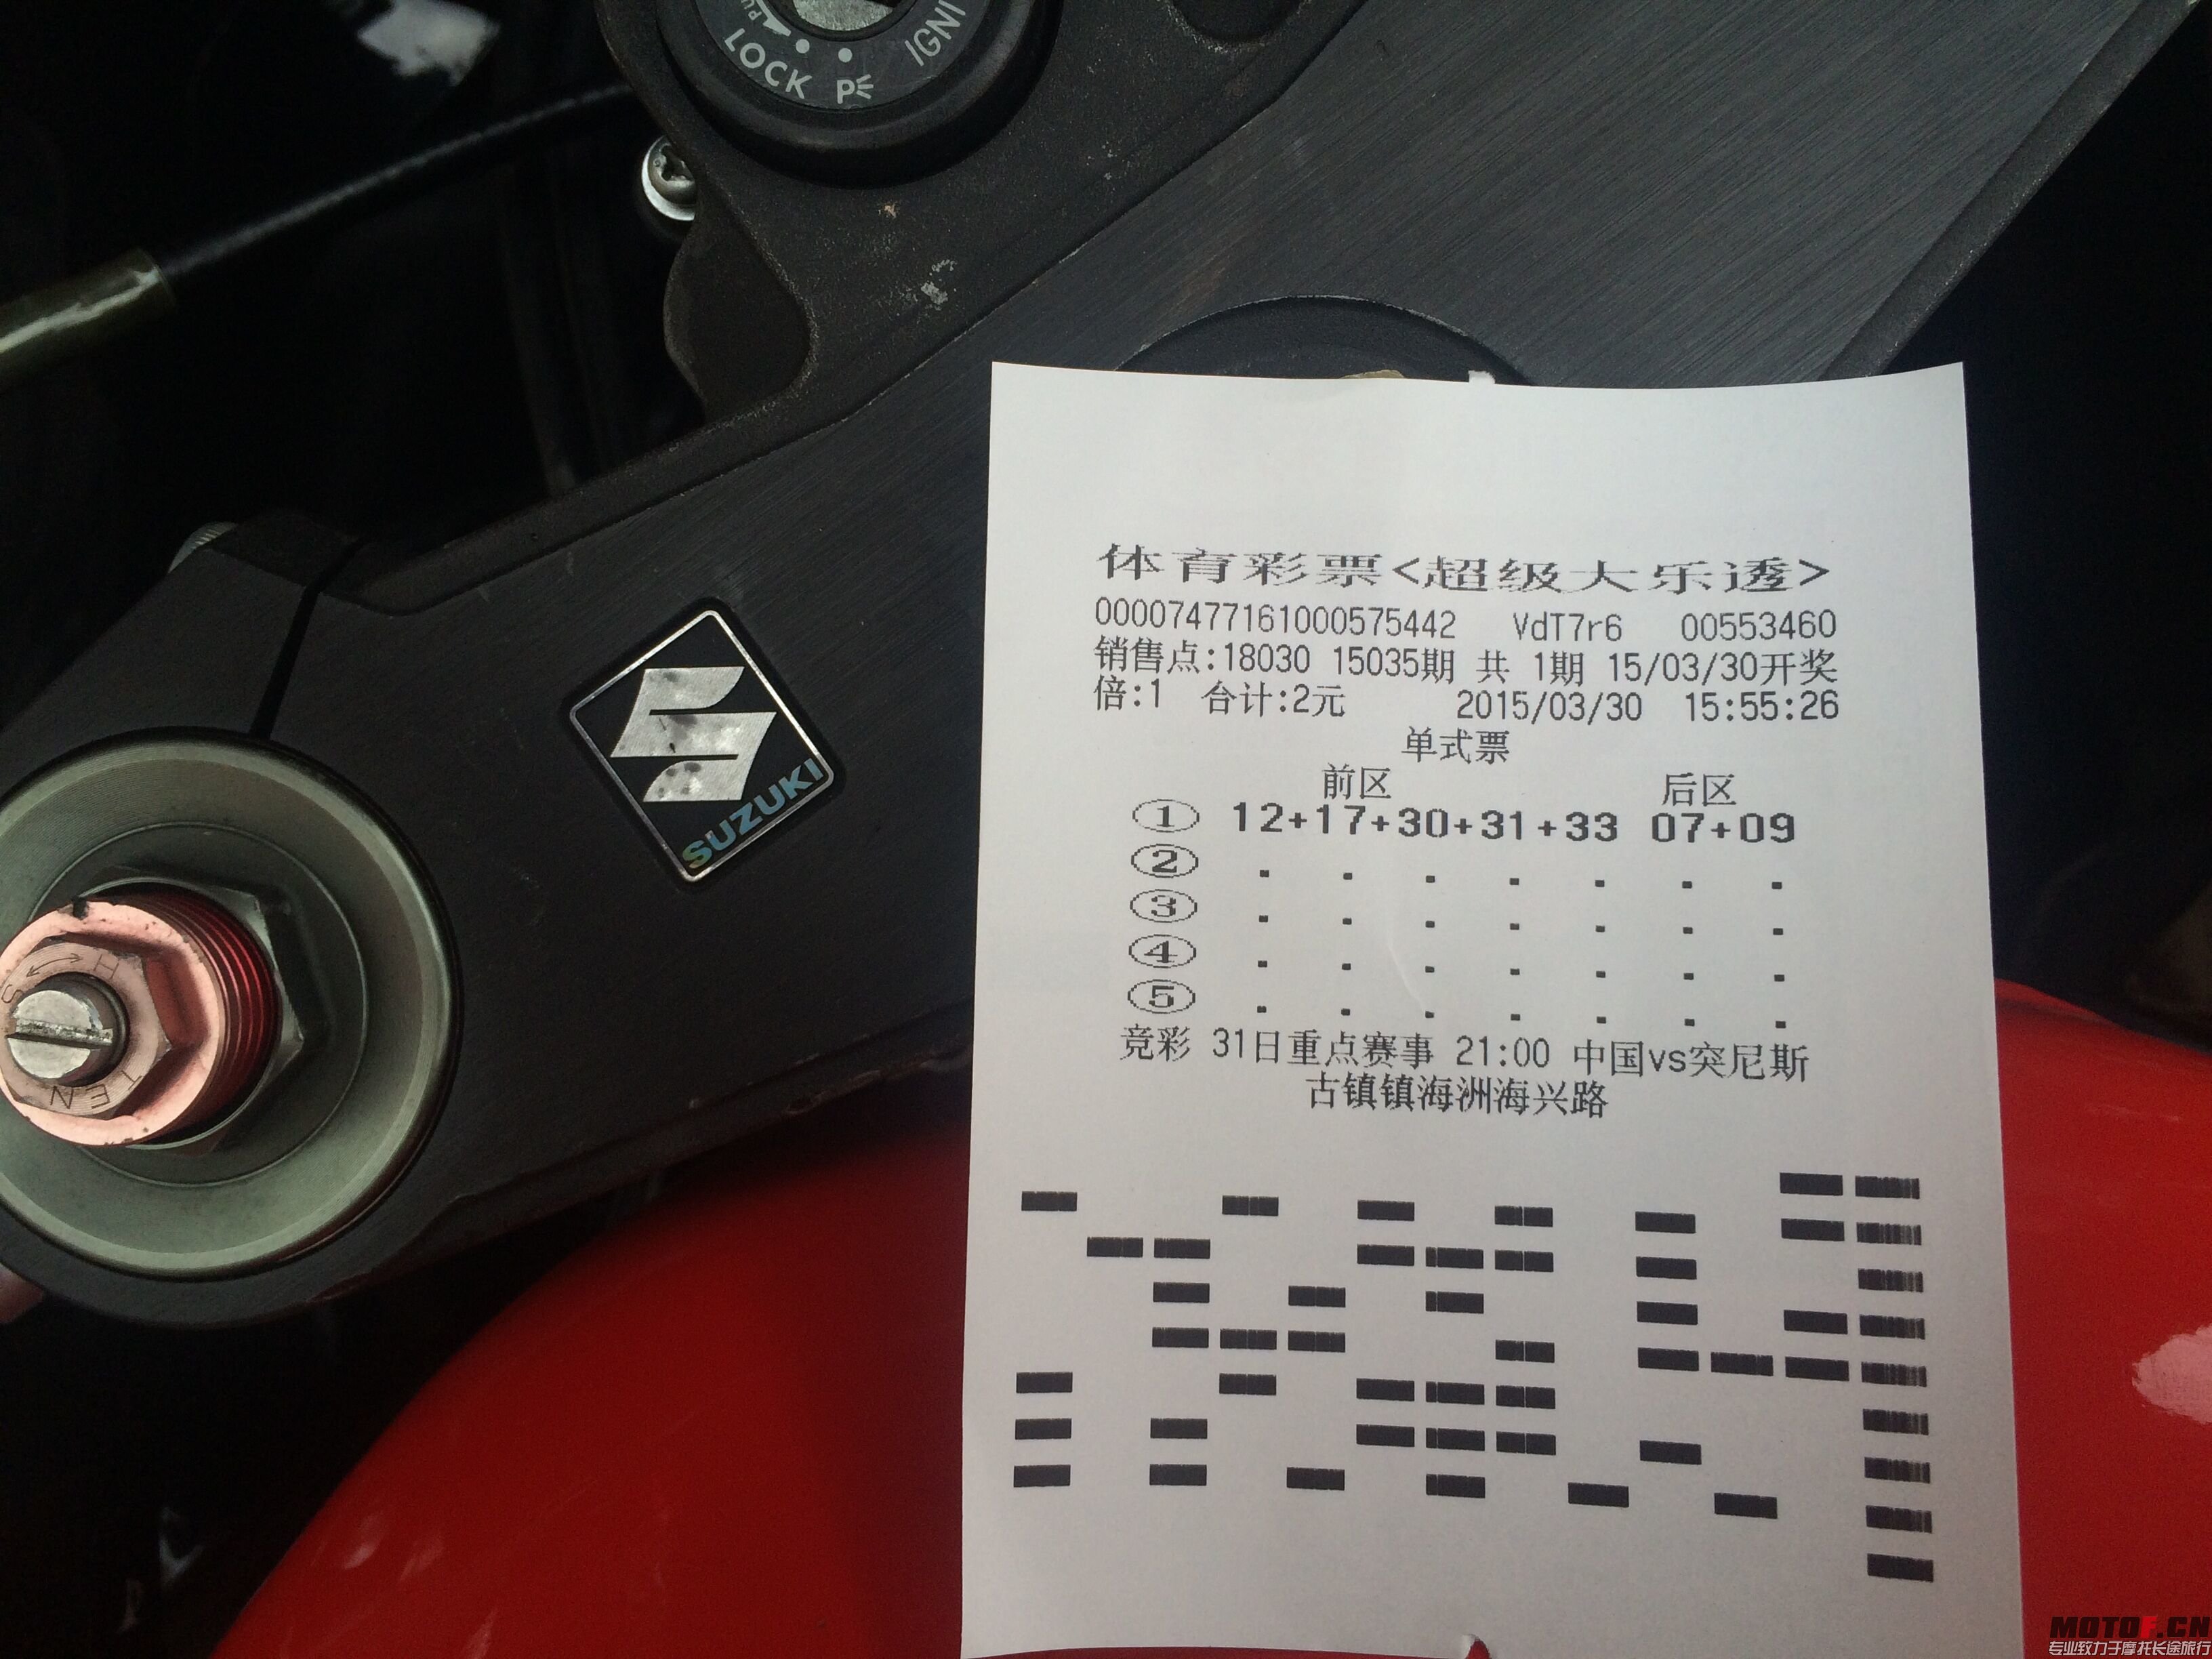 LOCK P IGNI
SUZUKI
TEN
S H
体育彩票<超级大乐透>
00007477161000575442 VdT7r6 00553460
销售点:18030 15035期 共 1期 15/03/30开奖
倍:1 合计:2元 2015/03/30 15:55:26
单式票
前区 后区
① 12+17+30+31+33 07+09
②
③
④
⑤
竞彩 31日重点赛事 21:00 中国vs突尼斯
古镇镇海洲海兴路
MOTOF.CN
专业致力于摩托长途旅行